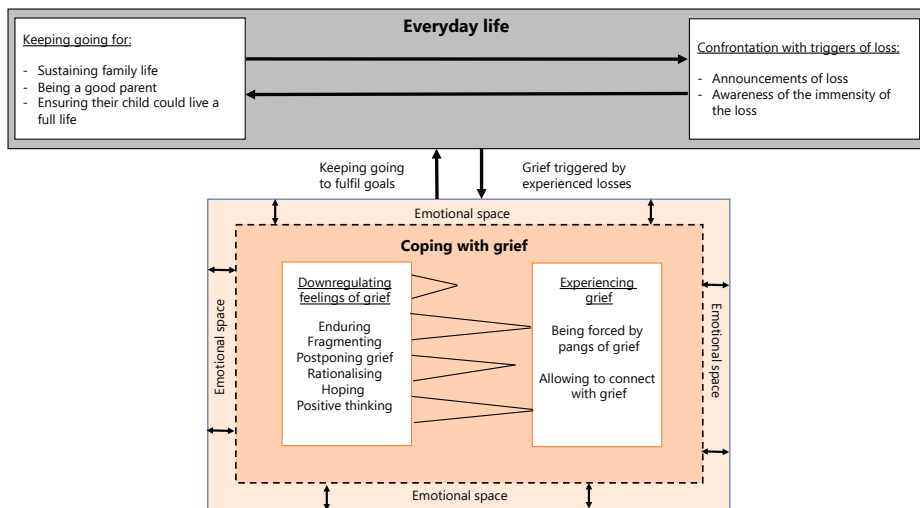 Everyday life
Keeping going for:
- Sustaining family life
- Being a good parent
- Ensuring their child could live a
full life
Confrontation with triggers of loss:
- Announcements of loss
- Awareness of the immensity of
the loss
Keeping going
to fulfil goals
Grief triggered by
experienced losses
Emotional space
Coping with grief
Emotional space
Downregulating
feelings of grief
Enduring
Fragmenting
Postponing grief
Rationalising
Hoping
Positive thinking
Experiencing
grief
Being forced by
pangs of grief
Allowing to connect
with grief
Emotional space
Emotional space